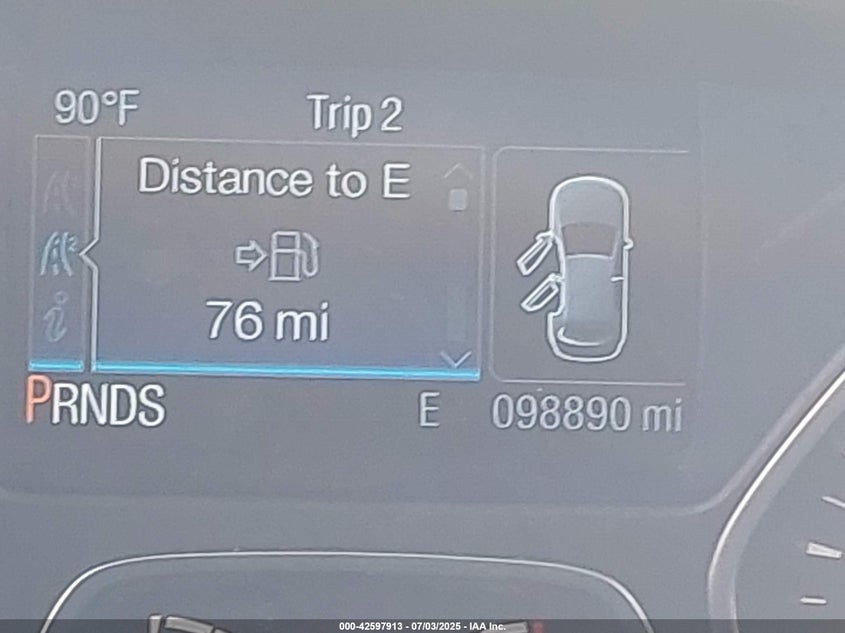 90°F Trip 2
Distance to E
76 mi
PRNDS E 098890 mi
000-42597913 - 07/03/2025 - IAA Inc.